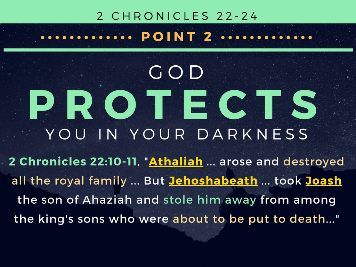 2 CHRONICLES 22-24
POINT 2
GOD
PROTECTS
YOU IN YOUR DARKNESS
2 Chronicles 22:10-11, "Athaliah ... arose and destroyed
all the royal family ... But Jehoshabeath ... took Joash
the son of Ahaziah and stole him away from among
the king's sons who were about to be put to death..."